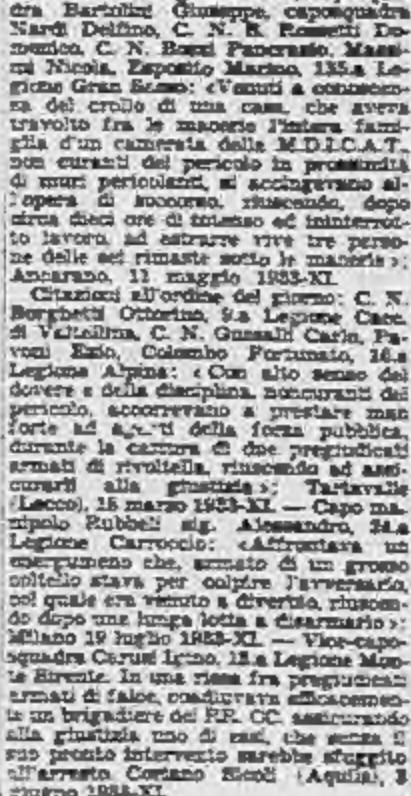 dra Bartolini Giuseppe, caposquadra
Nardi Delfino, C. N. R. Rossetti Do-
menico, C. N. Rossi Pancrazio, Massi-
mi Nicola, Esposito Marino, 135.a Le-
gione Gran Sasso: «Venuti a conoscen-
za del crollo di una casa, che aveva
travolto fra le macerie l'intera fami-
glia d'un camerata della M.D.I.C.A.T.,
non curanti del pericolo in prossimità
di muri pericolanti, si accingevano al-
l'opera di soccorso, riuscendo, dopo
circa dieci ore di intenso ed ininterrot-
to lavoro, ad estrarre vive tre perso-
ne delle sei rimaste sotto le macerie»:
Ancarano, 11 maggio 1933-XI.
Citazioni all'ordine del giorno: C. N.
Borghetti Ottorino, 9.a Legione Cacc.
di Valtellina, C. N. Carlo, Pa-
voni Ezio, Colombo Fortunato, 16.a
Legione Alpina: «Con alto senso del
dovere e della disciplina, noncuranti del
pericolo, accorrevano a prestare man
forte ad agenti della forza pubblica,
durante la cattura di due pregiudicati
armati di rivoltella, riuscendo ad assi-
curarli alla giustizia»: Tartavalle
(Lecco), 15 marzo 1933-XI. — Capo ma-
nipolo Rubbeli sig. Alessandro, 24.a
Legione Carroccio: «Affrontava un
energumeno che, armato di un grosso
coltello stava per colpire l'avversario,
col quale era venuto a diverbio, riuscen-
do dopo una lunga lotta a disarmarlo»:
Milano 19 luglio 1933-XI. — Vice-capo-
squadra Carusi Igino, Legione Mon-
te In una rissa fra pregiudicati
armati di falce, coadiuvava efficacemen-
te un brigadiere dei RR. CC. assicurando
alla giustizia uno di essi, che senza il
suo pronto intervento sarebbe sfuggito
all'arresto (Aquila), 3
giugno 1933-XI.